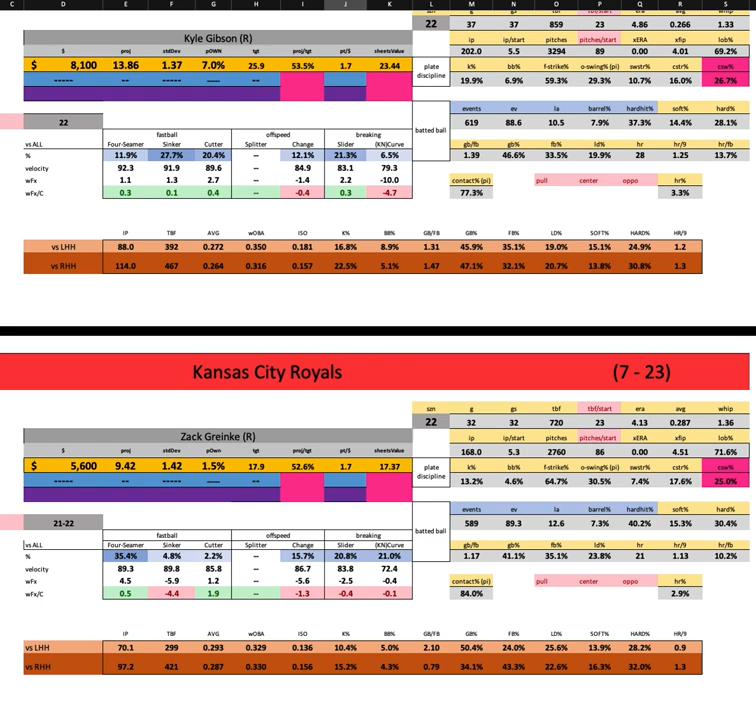 C D E F G H I J K L M N O P Q R S
22 37 37 859 23 4.86 0.266 1.33
Kyle Gibson (R)
ip ip/start pitches pitches/start xERA xfip lob%
202.0 5.5 3294 89 0.00 4.01 69.2%
$ proj stdDev pOWN tgt proj/tgt pt/$ sheetsValue
$ 8,100 13.86 1.37 7.0% 25.9 53.5% 1.7 23.44
plate discipline k% bb% f-strike% o-swing% (pi) swstr% cstr% csw%
----- -- ----- ---- --
19.9% 6.9% 59.3% 29.3% 10.7% 16.0% 26.7%
events ev la barrel% hardhit% soft% hard%
22
batted ball 619 88.6 10.5 7.9% 37.3% 14.4% 28.1%
fastball offspeed breaking
vs ALL Four-Seamer Sinker Cutter Splitter Change Slider (KN)Curve
gb/fb gb% fb% ld% hr hr/9 hr/fb
% 11.9% 27.7% 20.4% -- 12.1% 21.3% 6.5%
1.39 46.6% 33.5% 19.9% 28 1.25 13.7%
velocity 92.3 91.9 89.6 -- 84.9 83.1 79.3
wFx 1.1 1.3 2.7 -- -1.4 2.2 -10.0
contact% (pi) pull center oppo hr%
wFx/C 0.3 0.1 0.4 -- -0.4 0.3 -4.7
77.3% 3.3%
IP TBF AVG wOBA ISO K% BB% GB/FB GB% FB% LD% SOFT% HARD% HR/9
vs LHH 88.0 392 0.272 0.350 0.181 16.8% 8.9% 1.31 45.9% 35.1% 19.0% 15.1% 24.9% 1.2
vs RHH 114.0 467 0.264 0.316 0.157 22.5% 5.1% 1.47 47.1% 32.1% 20.7% 13.8% 30.8% 1.3
Kansas City Royals (7 - 23)
szn g gs tbf tbf/start era avg whip
22 32 32 720 23 4.13 0.287 1.36
Zack Greinke (R)
ip ip/start pitches pitches/start xERA xfip lob%
$ proj stdDev pOwn tgt proj/tgt pt/$ sheetsValue
168.0 5.3 2760 86 0.00 4.51 71.6%
$ 5,600 9.42 1.42 1.5% 17.9 52.6% 1.7 17.37
plate discipline k% bb% f-strike% o-swing% (pi) swstr% cstr% csw%
----- -- ----- ---- --
13.2% 4.6% 64.7% 30.5% 7.4% 17.6% 25.0%
events ev la barrel% hardhit% soft% hard%
21-22
batted ball 589 89.3 12.6 7.3% 40.2% 15.3% 30.4%
fastball offspeed breaking
vs ALL Four-Seamer Sinker Cutter Splitter Change Slider (KN)Curve
gb/fb gb% fb% ld% hr hr/9 hr/fb
% 35.4% 4.8% 2.2% -- 15.7% 20.8% 21.0%
1.17 41.1% 35.1% 23.8% 21 1.13 10.2%
velocity 89.3 89.8 85.8 -- 86.7 83.8 72.4
wFx 4.5 -5.9 1.2 -- -5.6 -2.5 -0.4
contact% (pi) pull center oppo hr%
wFx/C 0.5 -4.4 1.9 -- -1.3 -0.4 -0.1
84.0% 2.9%
IP TBF AVG wOBA ISO K% BB% GB/FB GB% FB% LD% SOFT% HARD% HR/9
vs LHH 70.1 299 0.293 0.329 0.136 10.4% 5.0% 2.10 50.4% 24.0% 25.6% 13.9% 28.2% 0.9
vs RHH 97.2 421 0.287 0.330 0.156 15.2% 4.3% 0.79 34.1% 43.3% 22.6% 16.3% 32.0% 1.3